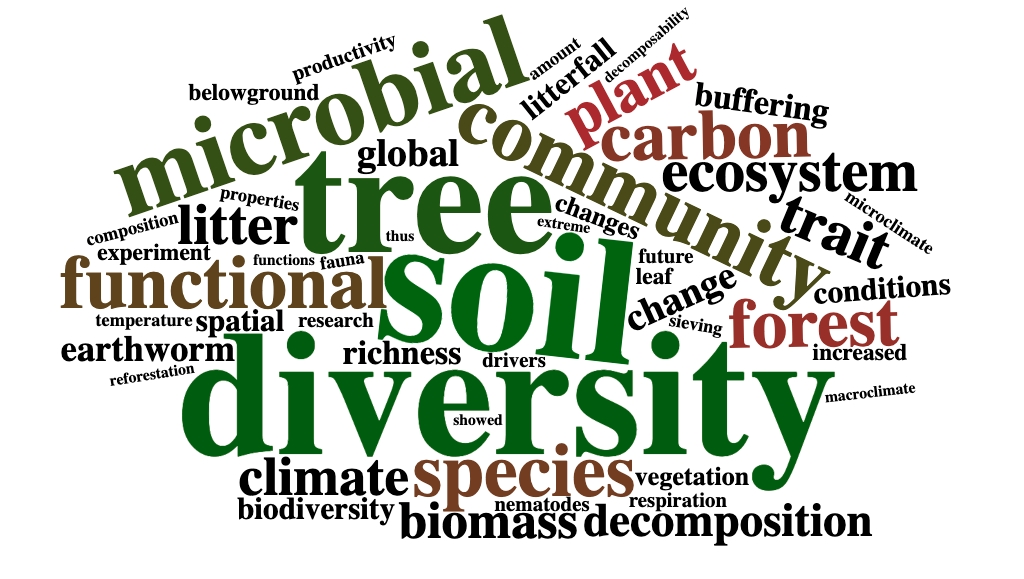 productivity
belowground
microbial
amount
litterfall
decomposability
plant
buffering
community
carbon
global
ecosystem
tree
properties
composition
litter
thus
changes
extreme
trait
microclimate
experiment
functions
fauna
functional
soil
future
leaf
change
conditions
temperature
spatial
research
sieving
forest
increased
earthworm
richness
drivers
reforestation
diversity
showed
macroclimate
climate
species
vegetation
biodiversity
nematodes
respiration
biomass
decomposition